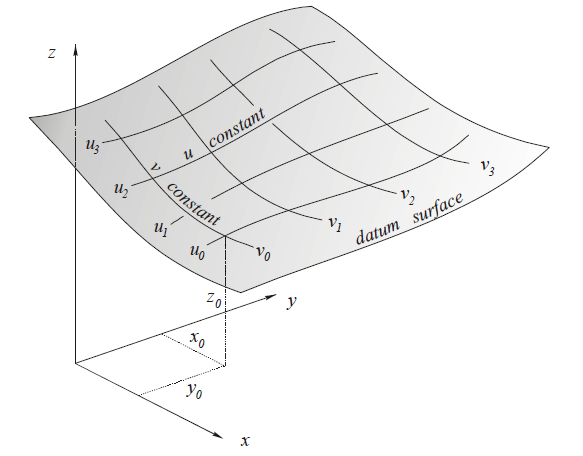 z
u3
u constant
v constant
u2
u1
u0
v0
v1
v2
v3
datum surface
z0
y
x0
y0
x